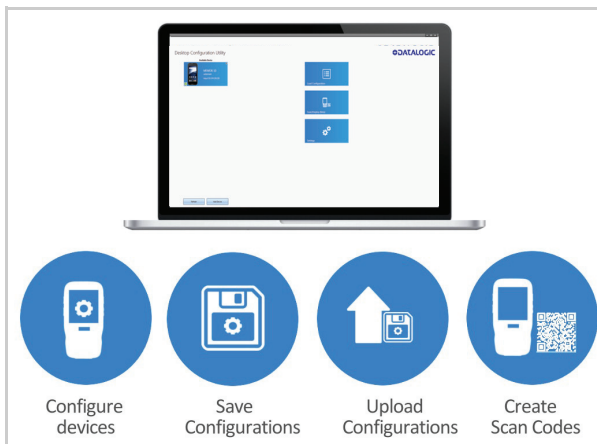 Desktop Configuration Utility
DATALOGIC
Configure
devices
Save
Configurations
Upload
Configurations
Create
Scan Codes